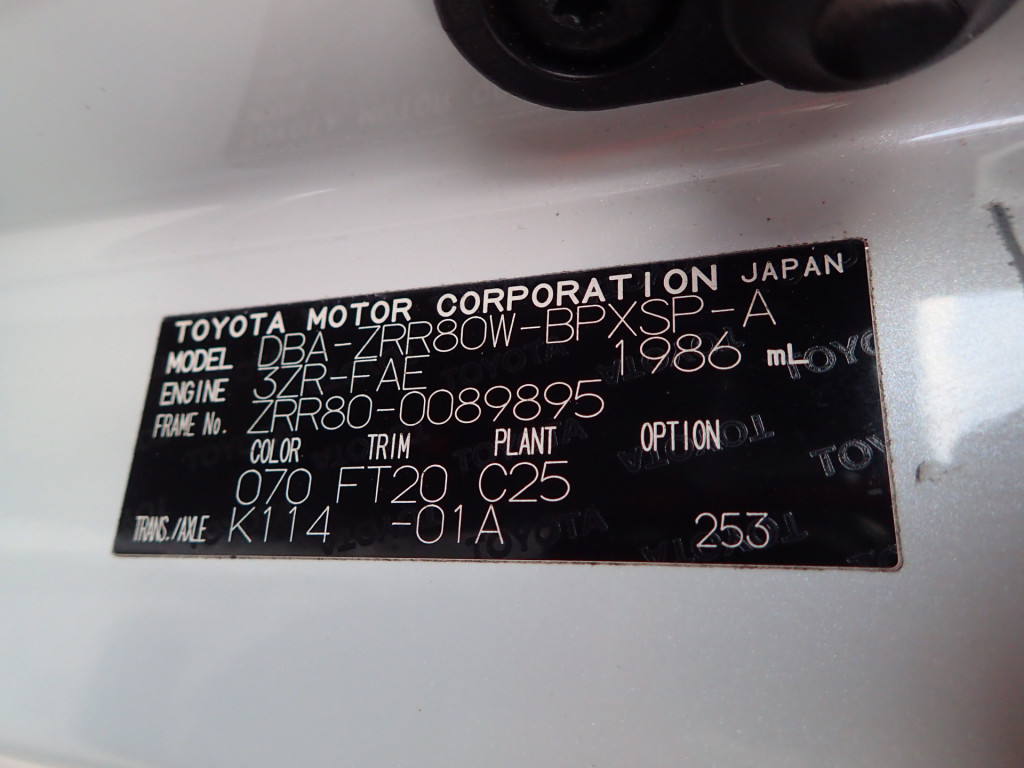 TOYOTA MOTOR CORPORATION JAPAN
MODEL DBA-ZRR80W-BPXSP-A
ENGINE 3ZR-FAE 1986 mL
FRAME No. ZRR80-0089895
COLOR TRIM PLANT OPTION
070 FT20 C25
TRANS./AXLE K114 -01A 253